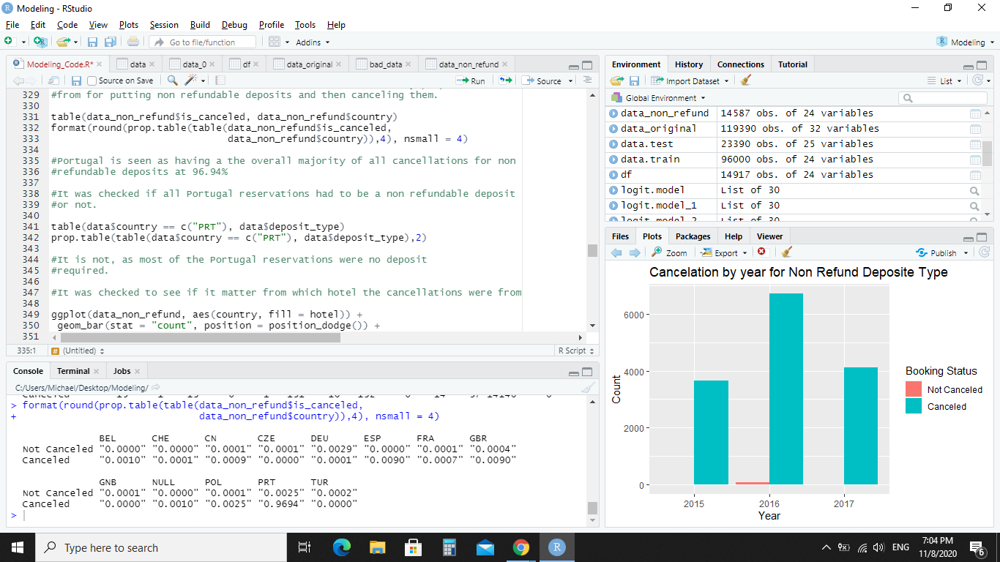 Modeling - RStudio
File Edit Code View Plots Session Build Debug Profile Tools Help
Go to file/function Addins Modeling
Modeling_Code.R* data data_0 df data_original bad_data data_non_refund
Source on Save Run Source
329 #from for putting non refundable deposits and then canceling them.
330
331 table(data_non_refund$is_canceled, data_non_refund$country)
332 format(round(prop.table(table(data_non_refund$is_canceled,
333 data_non_refund$country)),4), nsmall = 4)
334
335 #Portugal is seen as having a the overall majority of all cancellations for non
336 #refundable deposits at 96.94%
337
338 #It was checked if all Portugal reservations had to be a non refundable deposit
339 #or not.
340
341 table(data$country == c("PRT"), data$deposit_type)
342 prop.table(table(data$country == c("PRT"), data$deposit_type),2)
343
344 #It is not, as most of the Portugal reservations were no deposit
345 #required.
346
347 #It was checked to see if it matter from which hotel the cancellations were from
348
349 ggplot(data_non_refund, aes(country, fill = hotel)) +
350 geom_bar(stat = "count", position = position_dodge()) +
351
335:1 # (Untitled) R Script
Console Terminal Jobs
C:/Users/Michael/Desktop/Modeling/
> format(round(prop.table(table(data_non_refund$is_canceled,
+ data_non_refund$country)),4), nsmall = 4)
BEL CHE CN CZE DEU ESP FRA GBR
Not Canceled "0.0000" "0.0000" "0.0001" "0.0001" "0.0029" "0.0000" "0.0001" "0.0004"
Canceled "0.0010" "0.0001" "0.0009" "0.0000" "0.0001" "0.0090" "0.0007" "0.0090"
GNB NULL POL PRT TUR
Not Canceled "0.0001" "0.0000" "0.0001" "0.0025" "0.0002"
Canceled "0.0000" "0.0010" "0.0025" "0.9694" "0.0000"
>
Environment History Connections Tutorial
Import Dataset List
Global Environment
data_non_refund 14587 obs. of 24 variables
data_original 119390 obs. of 32 variables
data.test 23390 obs. of 25 variables
data.train 96000 obs. of 24 variables
df 14917 obs. of 24 variables
logit.model List of 30
logit.model_1 List of 30
logit.model_2 List of 30
Files Plots Packages Help Viewer
Zoom Export Publish
Cancelation by year for Non Refund Deposite Type
6000
4000
2000
0
Count
2015 2016 2017
Year
Booking Status
Not Canceled
Canceled
Type here to search
ENG
7:04 PM
11/8/2020
6